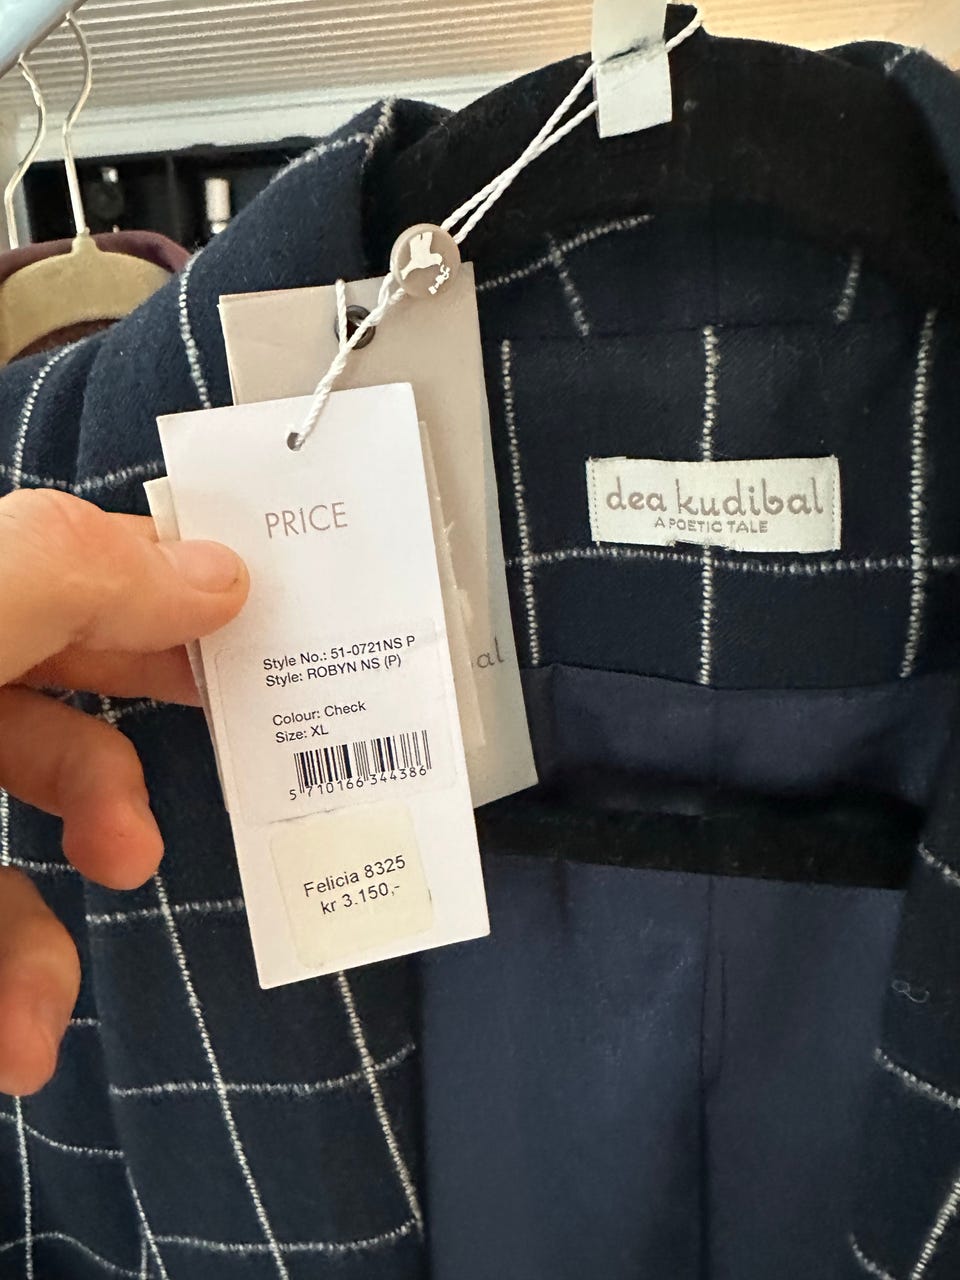 PRICE
Style No.: 51-0721NS P
Style: ROBYN NS (P)
Colour: Check
Size: XL
5 710166 344386
Felicia 8325
kr 3.150,-
al
dea kudibal
A POETIC TALE